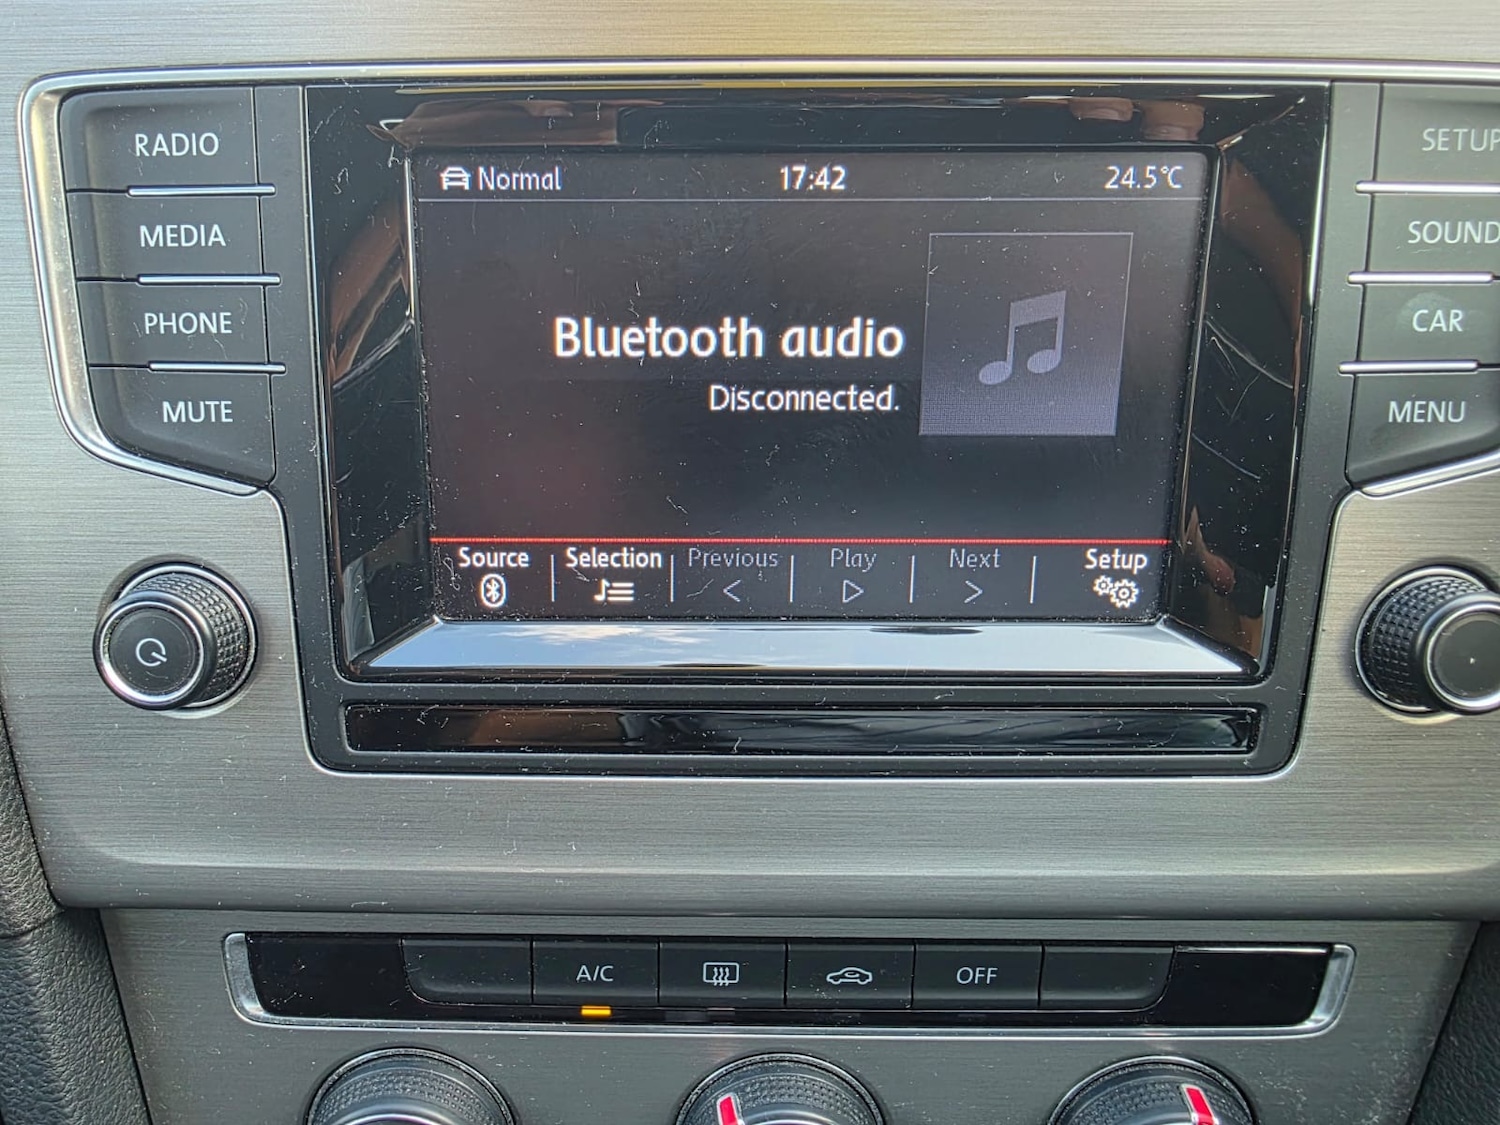 RADIO
MEDIA
PHONE
MUTE
Normal 17:42 24.5°C
Bluetooth audio
Disconnected.
Source Selection Previous Play Next Setup
SETUP
SOUND
CAR
MENU
A/C OFF